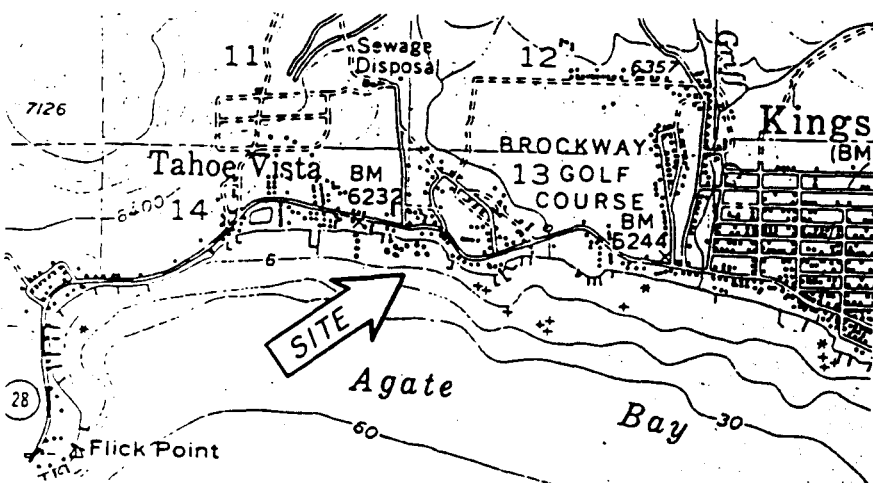 11
Sewage
Disposal
12
6357
7126
Kings
(BM
BROCKWAY
Tahoe Vista
BM
6232
13 GOLF
COURSE
6400
14
BM
6244
6
SITE
Agate
Bay
30
28
60
Flick Point